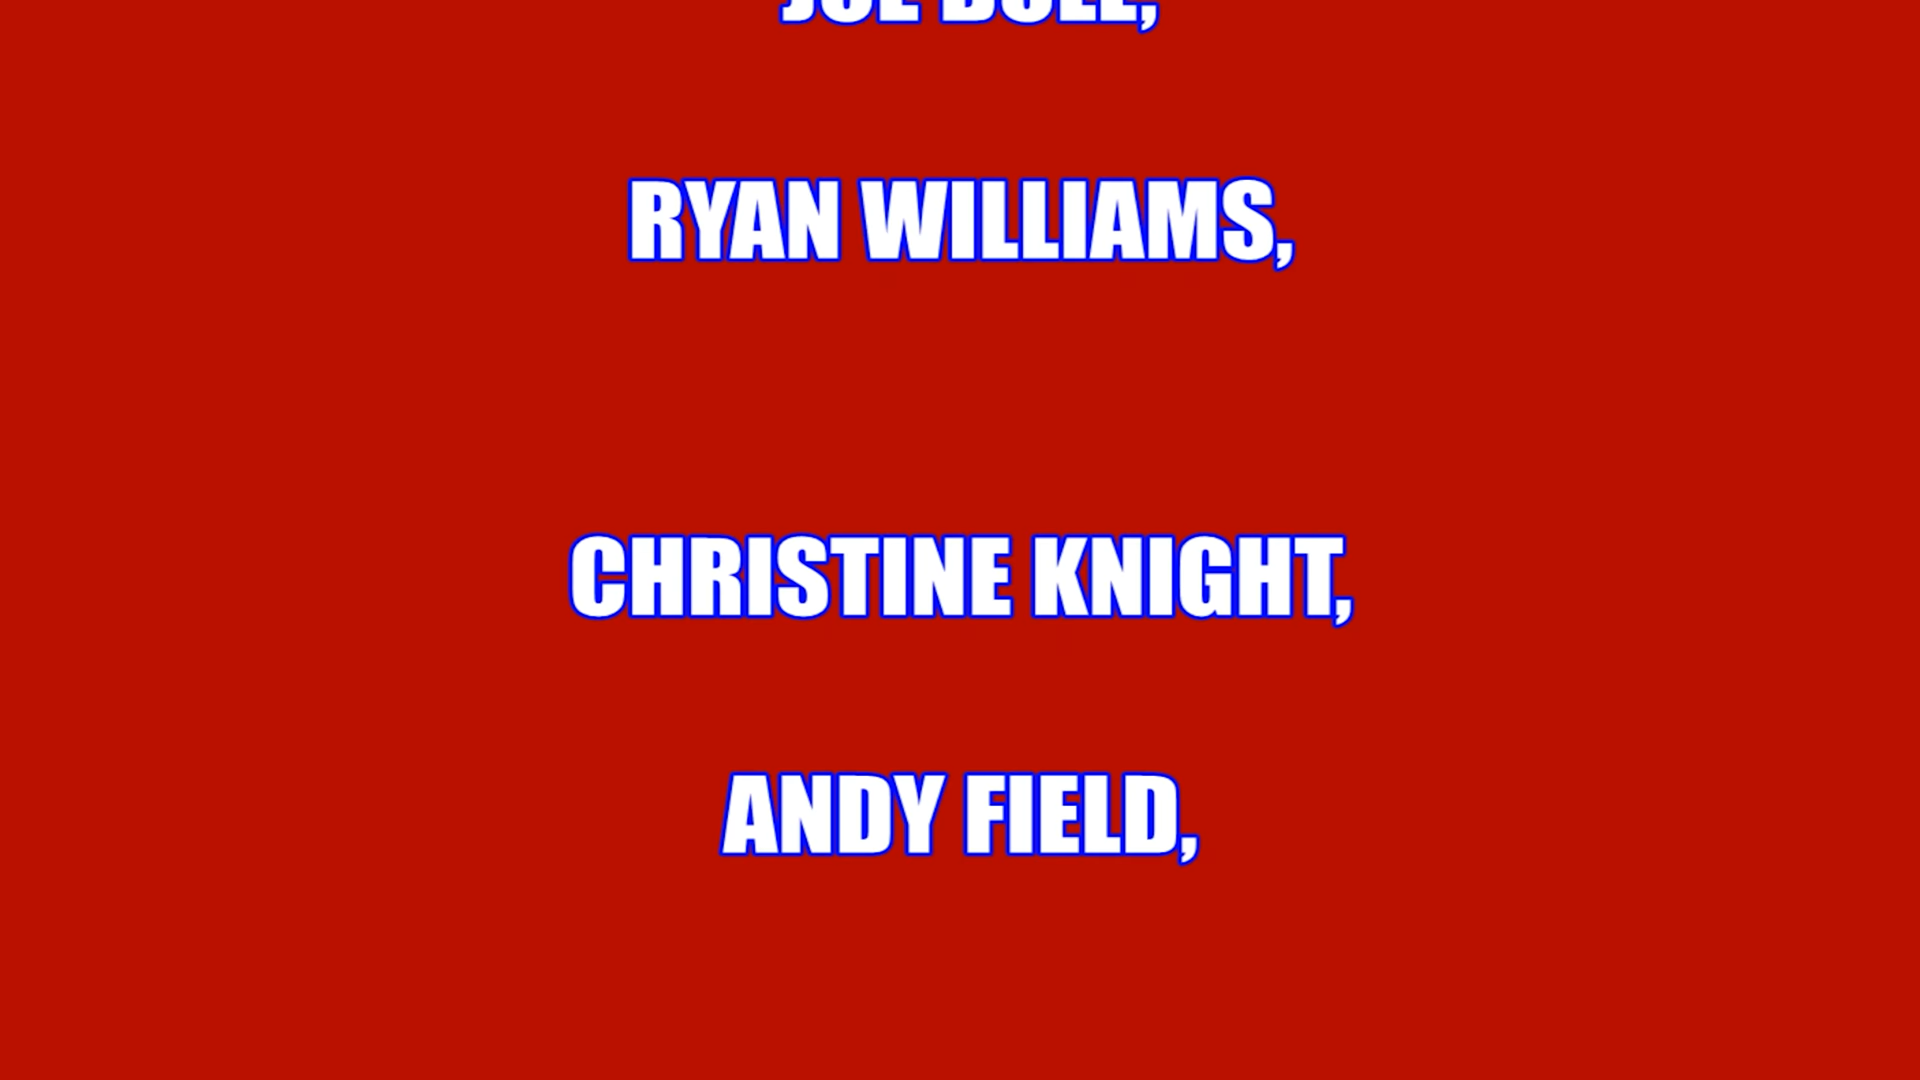 RYAN WILLIAMS,
CHRISTINE KNIGHT,
ANDY FIELD,